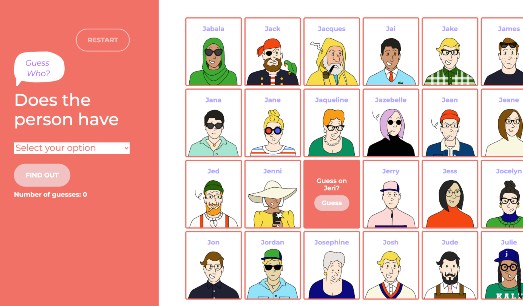 RESTART
Guess
Who?
Does the
person have
Select your option
FIND OUT
Number of guesses: 0
Jabala
Jack
Jacques
Jai
Jake
James
Jana
Jane
Jaqueline
Jazebelle
Jean
Jeene
Jed
Jenni
Guess on
Jeri?
Guess
Jerry
Jess
Jocelyn
Jon
Jordan
Josephine
Josh
Jude
Julie